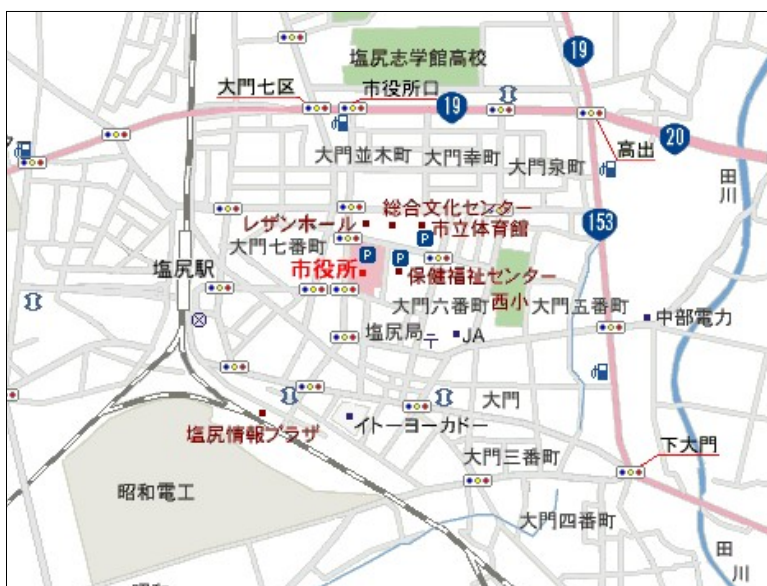 19
塩尻志学館高校
大門七区
市役所口
19
20
高出
大門並木町
大門幸町
大門泉町
田
川
総合文化センター
レザンホール
市立体育館
153
大門七番町
P
P
P
塩尻駅
市役所
保健福祉センター
大門六番町
西小
大門五番町
中部電力
塩尻局
JA
大門
塩尻情報プラザ
イトーヨーカドー
下大門
大門三番町
昭和電工
大門四番町
田
川